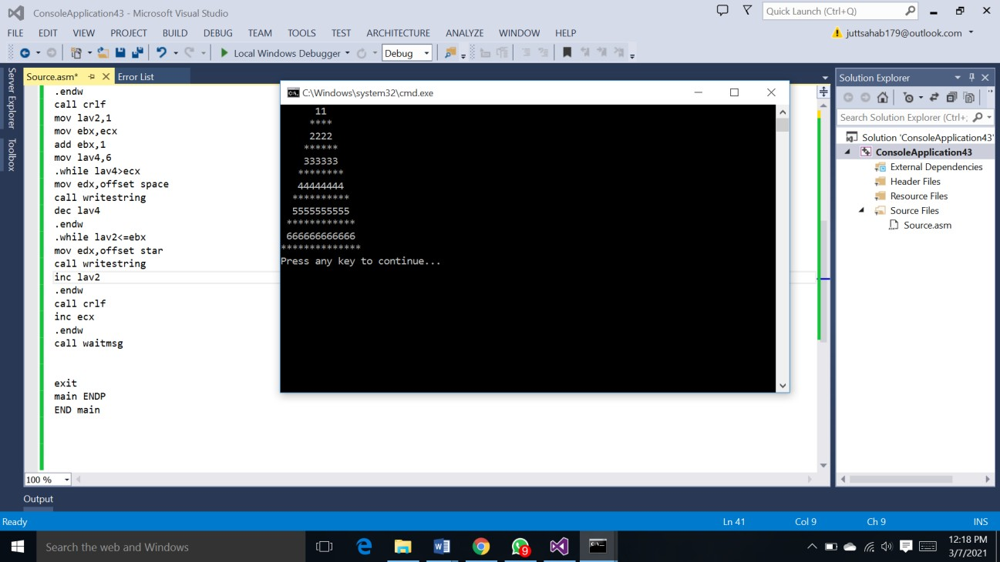 ConsoleApplication43 - Microsoft Visual Studio
Quick Launch (Ctrl+Q)
FILE EDIT VIEW PROJECT BUILD DEBUG TEAM TOOLS TEST ARCHITECTURE ANALYZE WINDOW HELP
juttsahab179@outlook.com
Local Windows Debugger
Debug
Server Explorer
Toolbox
Source.asm*
Error List
.endw
call crlf
mov lav2,1
mov ebx,ecx
add ebx,1
mov lav4,6
.while lav4>ecx
mov edx,offset space
call writestring
dec lav4
.endw
.while lav2<=ebx
mov edx,offset star
call writestring
inc lav2
.endw
call crlf
inc ecx
.endw
call waitmsg
exit
main ENDP
END main
100 %
C:\Windows\system32\cmd.exe
11
****
2222
******
333333
********
44444444
**********
5555555555
************
666666666666
**************
Press any key to continue...
Solution Explorer
Search Solution Explorer (Ctrl+;
Solution 'ConsoleApplication43'
ConsoleApplication43
External Dependencies
Header Files
Resource Files
Source Files
Source.asm
Output
Ready
Ln 41
Col 9
Ch 9
INS
Search the web and Windows
9
12:18 PM
3/7/2021